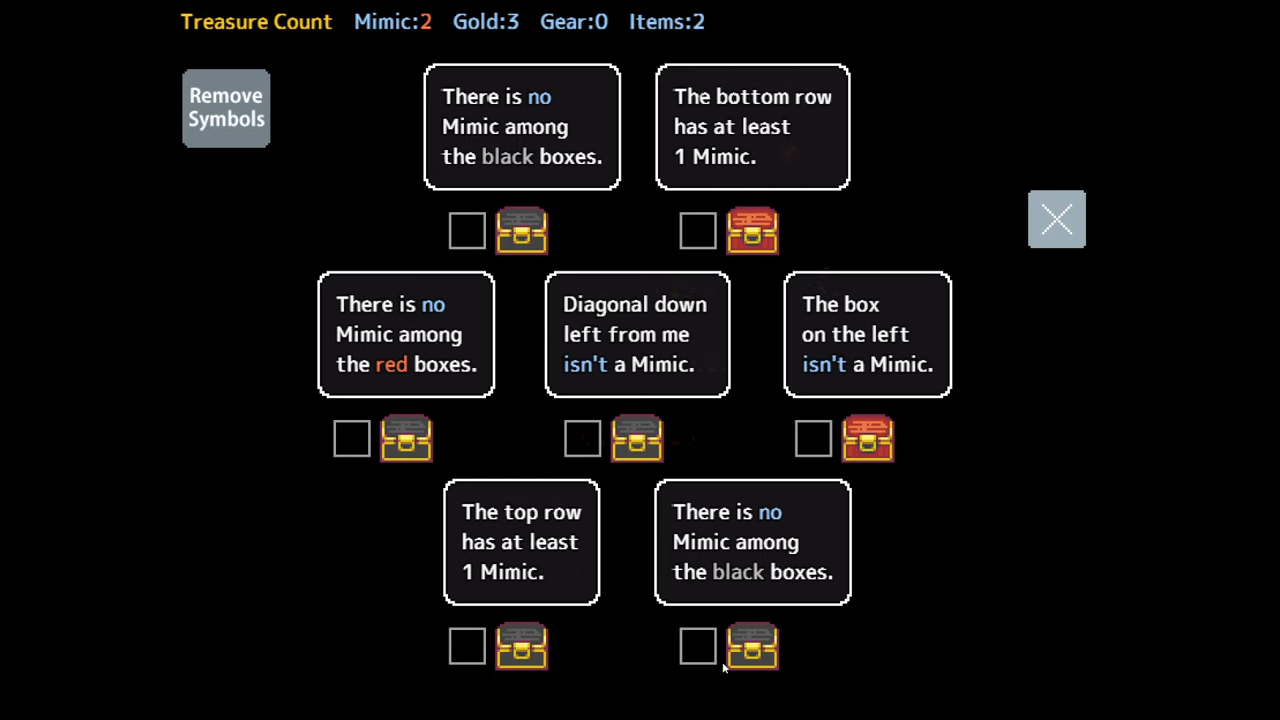 Treasure Count Mimic:2 Gold:3 Gear:0 Items:2
Remove
Symbols
There is no
Mimic among
the black boxes.
The bottom row
has at least
1 Mimic.
There is no
Mimic among
the red boxes.
Diagonal down
left from me
isn't a Mimic.
The box
on the left
isn't a Mimic.
The top row
has at least
1 Mimic.
There is no
Mimic among
the black boxes.